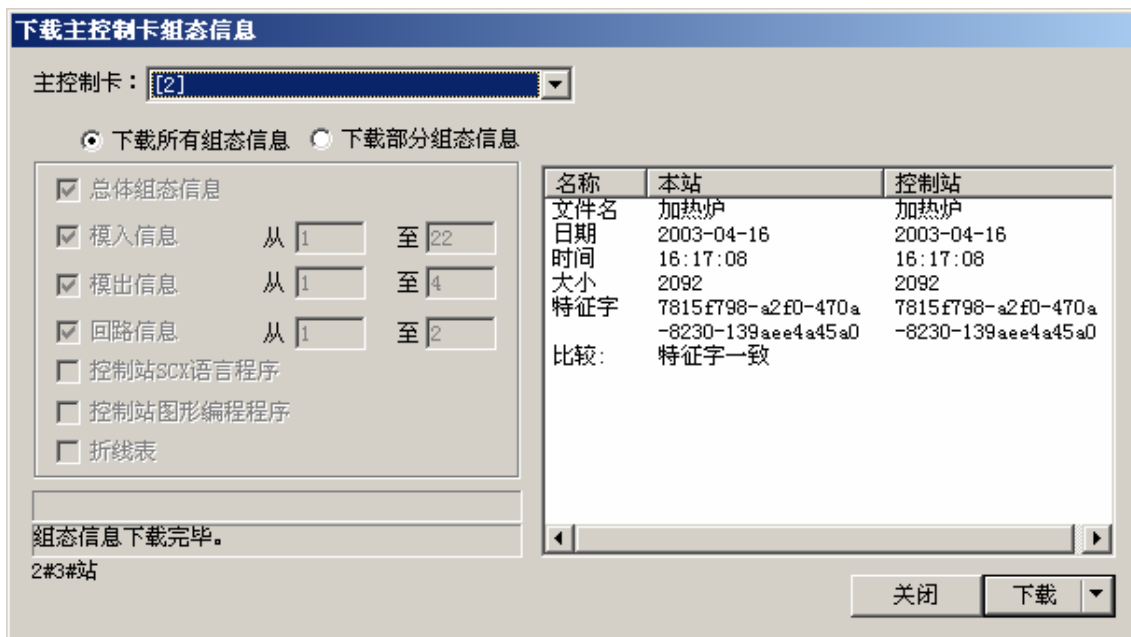 下载主控制卡组态信息
主控制卡： [2]
下载所有组态信息 下载部分组态信息
总体组态信息
模入信息 从 1 至 22
模出信息 从 1 至 4
回路信息 从 1 至 2
控制站SCX语言程序
控制站图形编程程序
折线表
组态信息下载完毕。
2#3#站
名称 本站 控制站
文件名 加热炉 加热炉
日期 2003-04-16 2003-04-16
时间 16:17:08 16:17:08
大小 2092 2092
特征字 7815f798-a2f0-470a 7815f798-a2f0-470a
-8230-139aee4a45a0 -8230-139aee4a45a0
比较: 特征字一致
关闭 下载